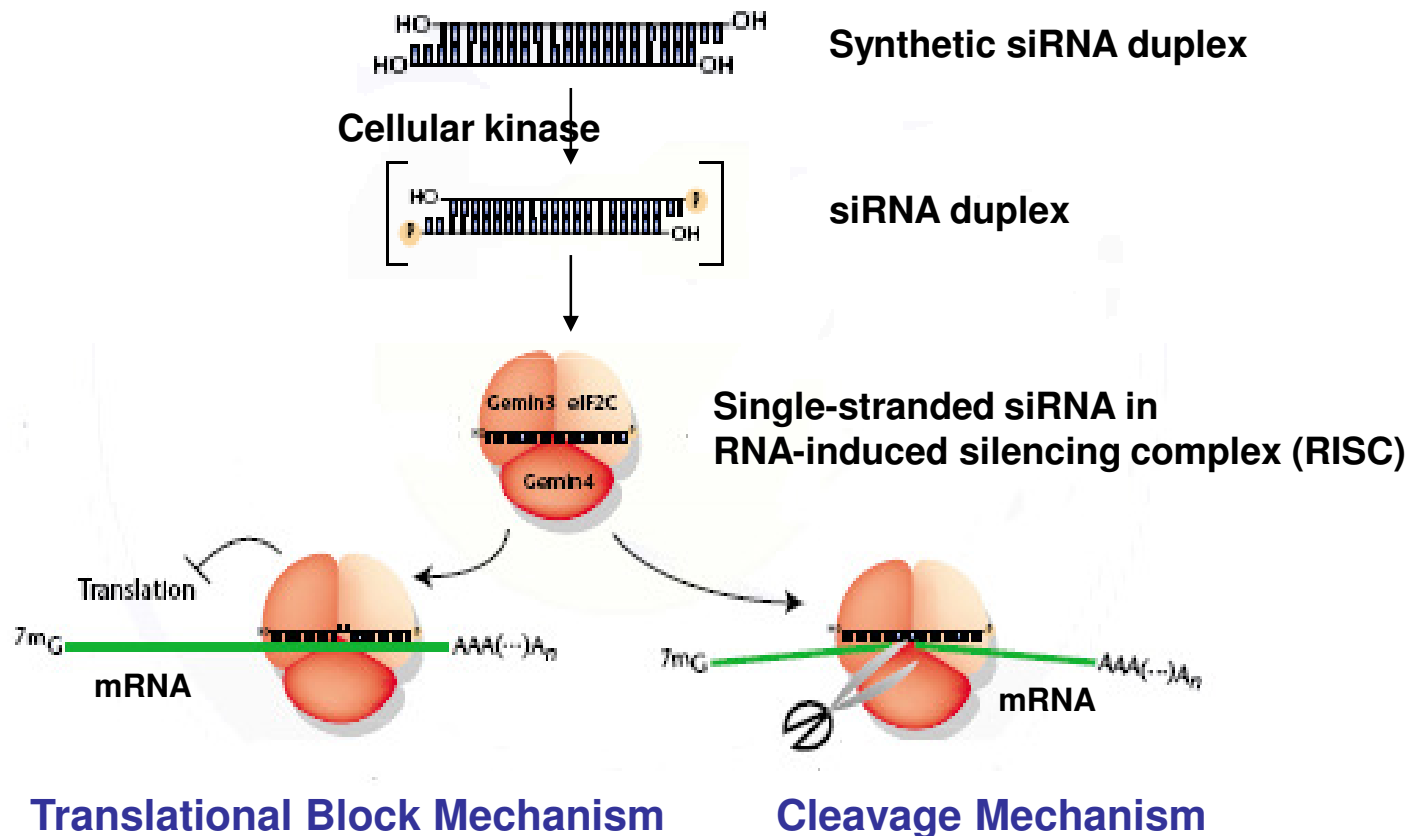 HO OH
Synthetic siRNA duplex
HO OH
Cellular kinase
HO P
siRNA duplex
P OH
Gemin3 eIF2C
Single-stranded siRNA in
RNA-induced silencing complex (RISC)
Gemin4
Translation
7mG AAA(···)An
mRNA
7mG AAA(···)An
mRNA
Translational Block Mechanism
Cleavage Mechanism